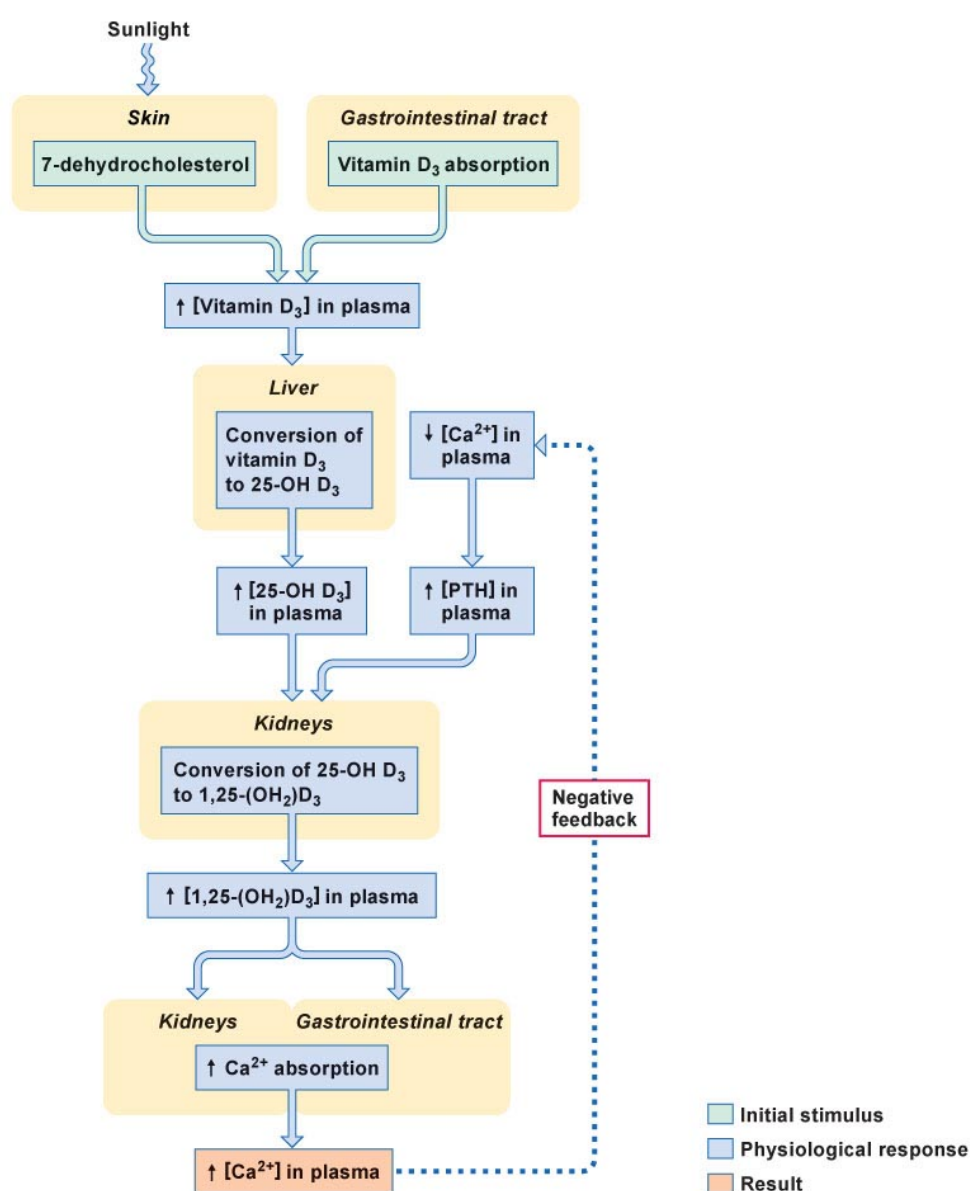 Sunlight
Skin
Gastrointestinal tract
7-dehydrocholesterol
Vitamin D₃ absorption
↑ [Vitamin D₃] in plasma
Liver
Conversion of
vitamin D₃
to 25-OH D₃
↓ [Ca²⁺] in
plasma
↑ [25-OH D₃]
in plasma
↑ [PTH] in
plasma
Kidneys
Conversion of 25-OH D₃
to 1,25-(OH₂)D₃
Negative
feedback
↑ [1,25-(OH₂)D₃] in plasma
Kidneys
Gastrointestinal tract
↑ Ca²⁺ absorption
↑ [Ca²⁺] in plasma
Initial stimulus
Physiological response
Result